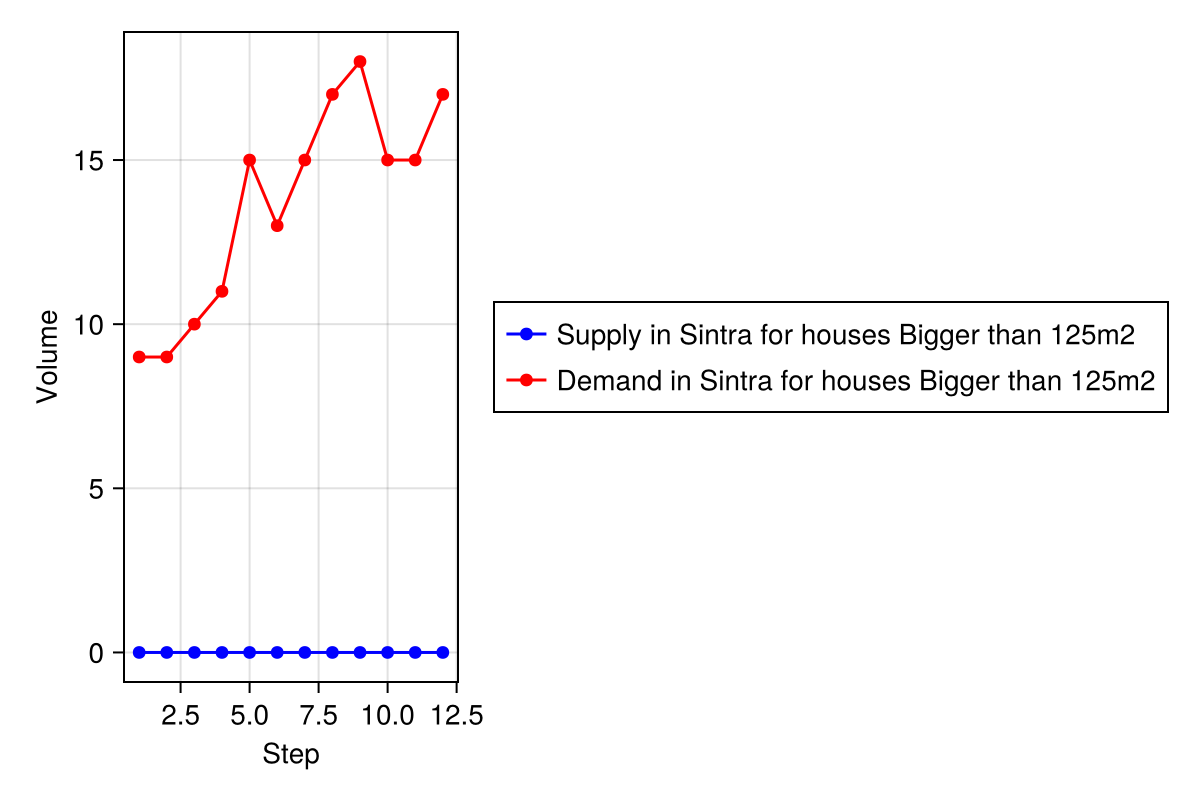 15
10
5
0
Volume
2.5 5.0 7.5 10.0 12.5
Step
Supply in Sintra for houses Bigger than 125m2
Demand in Sintra for houses Bigger than 125m2